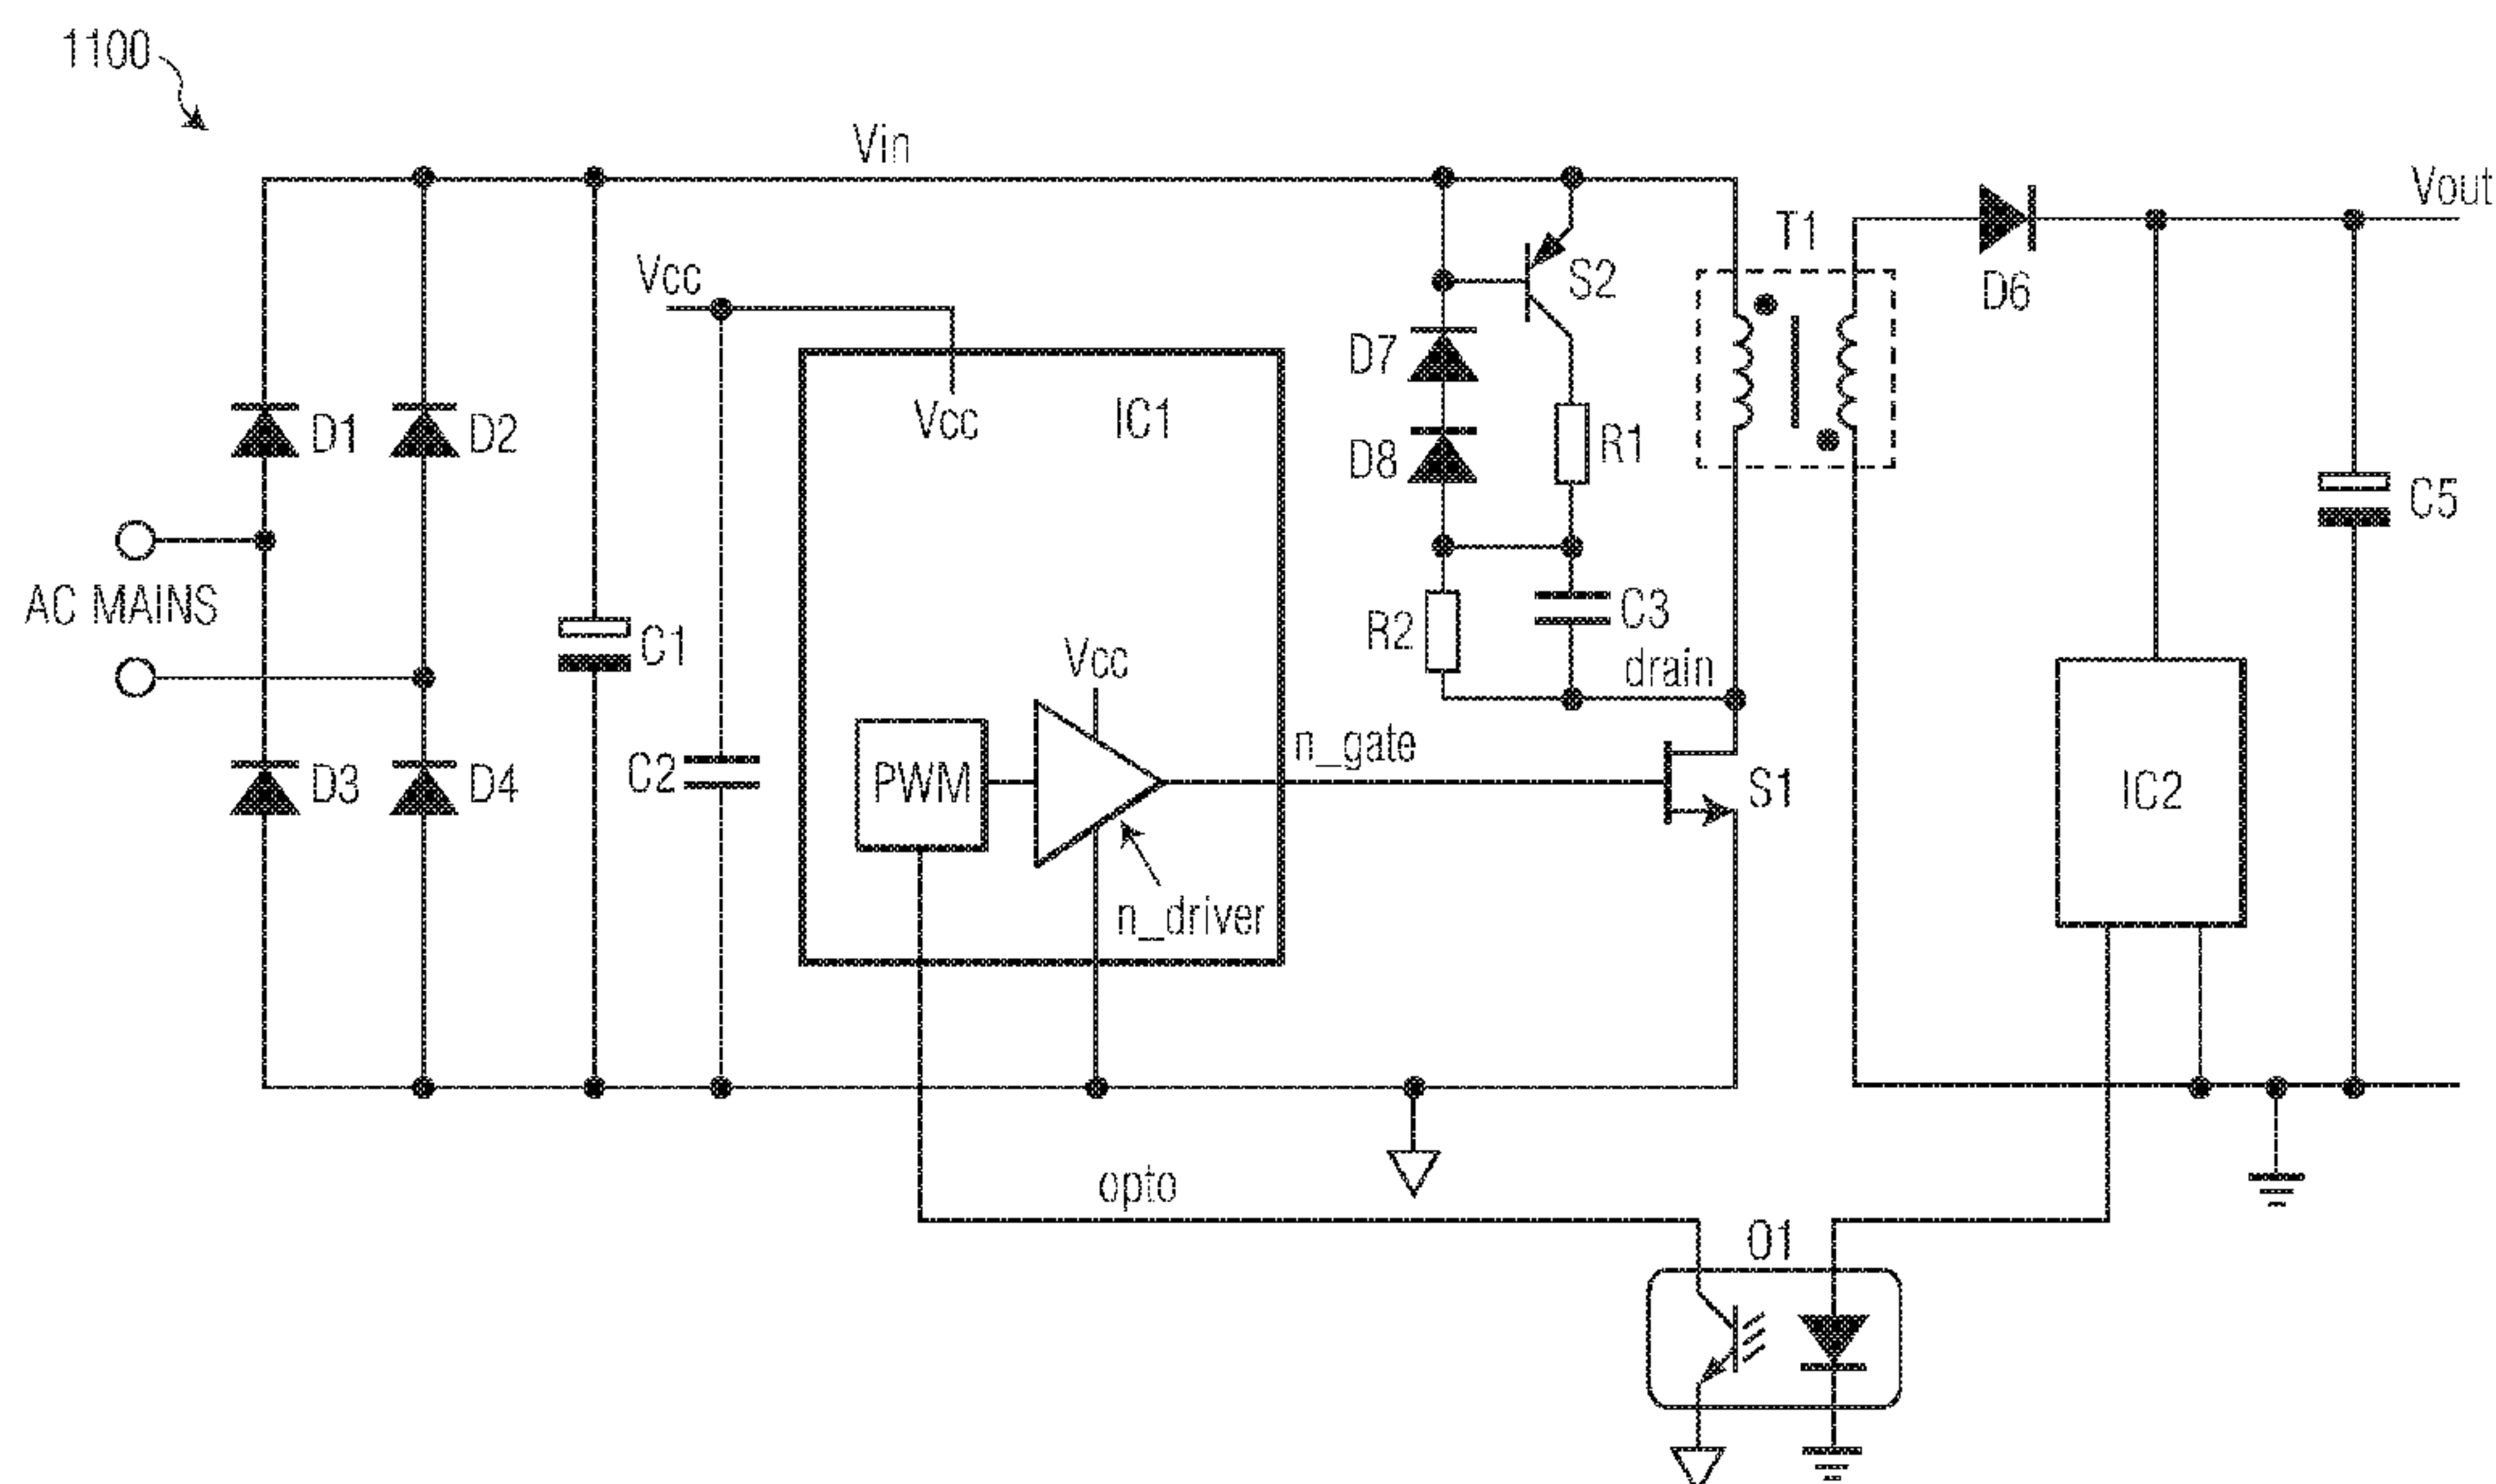 1100
Vin
Vout
T1
Vcc
S2
D6
D7
D1
D2
Vcc
IC1
D8
R1
C5
AC MAINS
C1
R2
C3
Vcc
drain
n_gate
D3
D4
C2
PWM
S1
IC2
n_driver
opto
O1